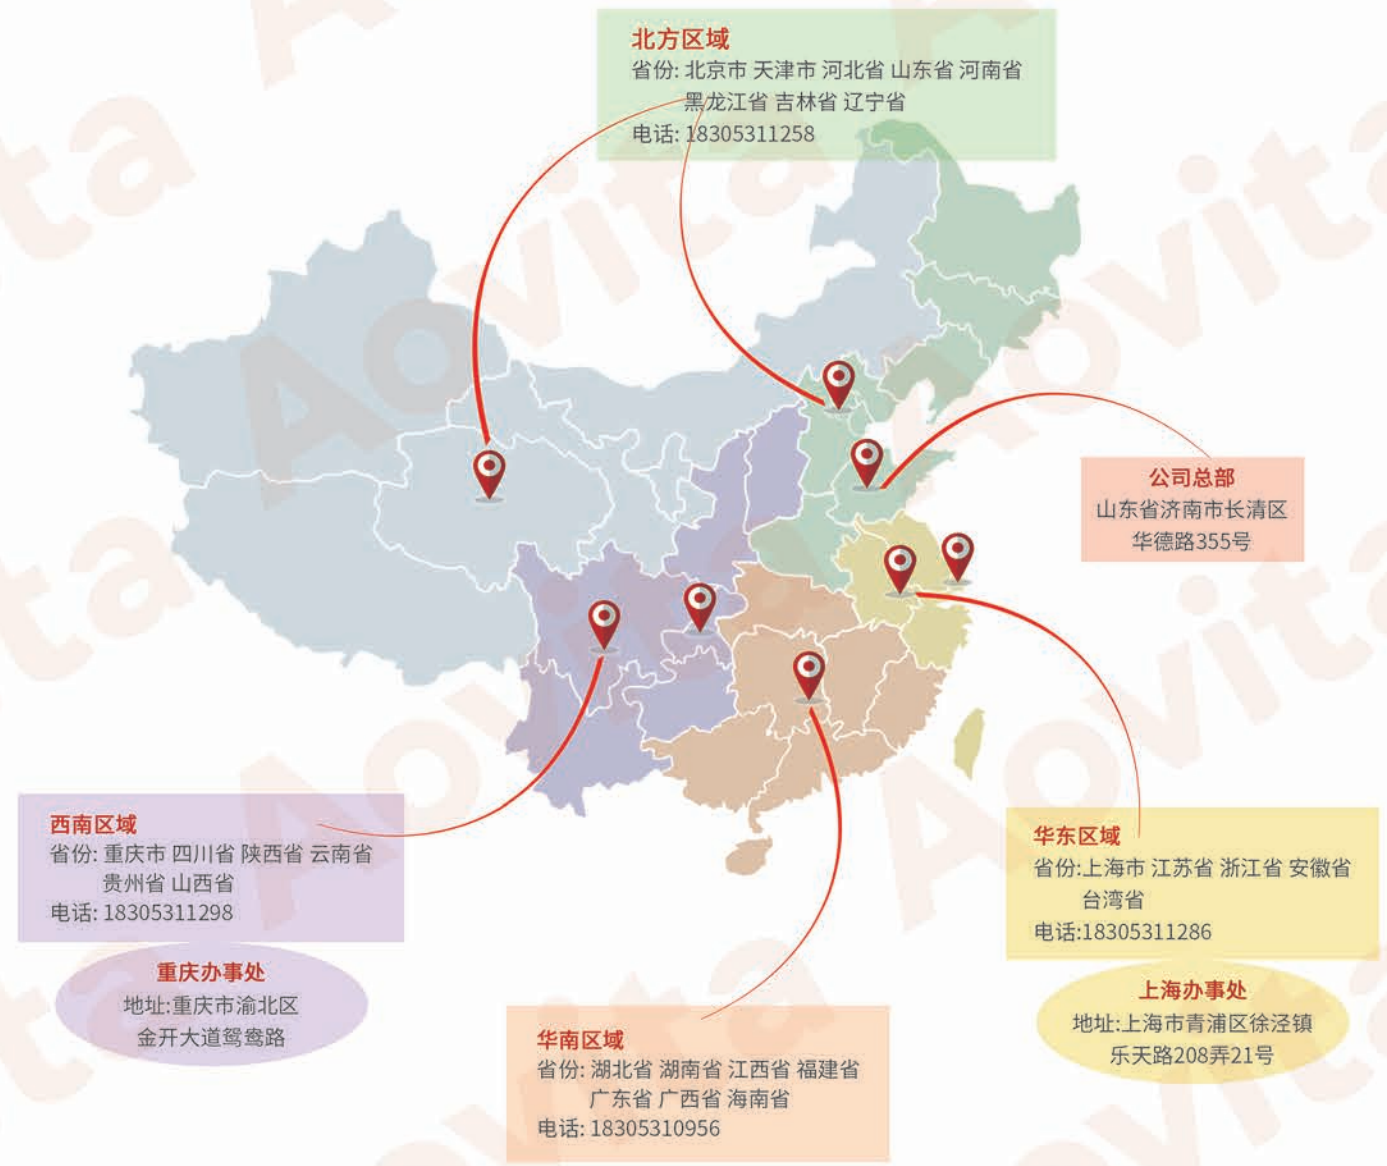 北方区域
省份: 北京市 天津市 河北省 山东省 河南省
黑龙江省 吉林省 辽宁省
电话: 18305311258
公司总部
山东省济南市长清区
华德路355号
西南区域
省份: 重庆市 四川省 陕西省 云南省
贵州省 山西省
电话: 18305311298
重庆办事处
地址:重庆市渝北区
金开大道鸳鸯路
华东区域
省份:上海市 江苏省 浙江省 安徽省
台湾省
电话:18305311286
上海办事处
地址:上海市青浦区徐泾镇
乐天路208弄21号
华南区域
省份: 湖北省 湖南省 江西省 福建省
广东省 广西省 海南省
电话: 18305310956
Aovita